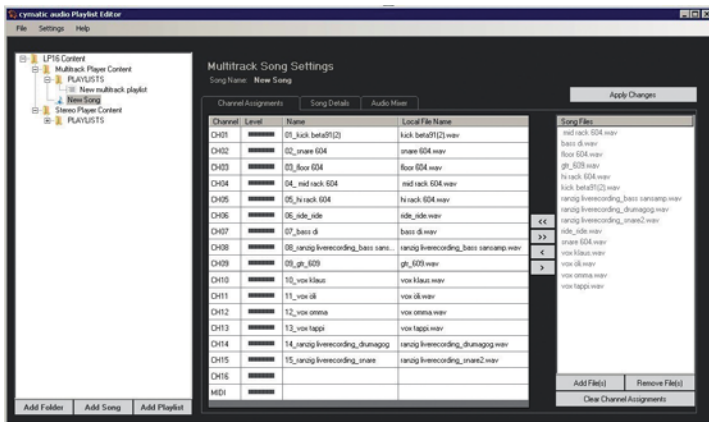 cymatic audio Playlist Editor
File Settings Help
LP16 Content
Multitrack Player Content
PLAYLISTS
New multitrack playlist
New Song
Stereo Player Content
PLAYLISTS
Add Folder Add Song Add Playlist
Multitrack Song Settings
Song Name: New Song
Apply Changes
Channel Assignments Song Details Audio Mixer
Channel Level Name Local File Name
CH01 01_kick beta91(2) kick beta91(2).wav
CH02 02_snare 604 snare 604.wav
CH03 03_floor 604 floor 604.wav
CH04 04_ mid rack 604 mid rack 604.wav
CH05 05_hi rack 604 hi rack 604.wav
CH06 06_ride_ride ride_ride.wav
CH07 07_bass di bass di.wav
CH08 08_ranzig liverecording_bass sans... ranzig liverecording_bass sansamp.wav
CH09 09_gtr_609 gtr_609.wav
CH10 10_vox klaus vox klaus.wav
CH11 11_vox öli vox öli.wav
CH12 12_vox omma vox omma.wav
CH13 13_vox tappi vox tappi.wav
CH14 14_ranzig liverecording_drumagog ranzig liverecording_drumagog.wav
CH15 15_ranzig liverecording_snare ranzig liverecording_snare2.wav
CH16
MIDI
<<
>>
<
>
Song Files
mid rack 604.wav
bass di.wav
floor 604.wav
gtr_609.wav
hi rack 604.wav
kick beta91(2).wav
ranzig liverecording_bass sansamp.wav
ranzig liverecording_drumagog.wav
ranzig liverecording_snare2.wav
ride_ride.wav
snare 604.wav
vox klaus.wav
vox öli.wav
vox omma.wav
vox tappi.wav
Add File(s) Remove File(s)
Clear Channel Assignments